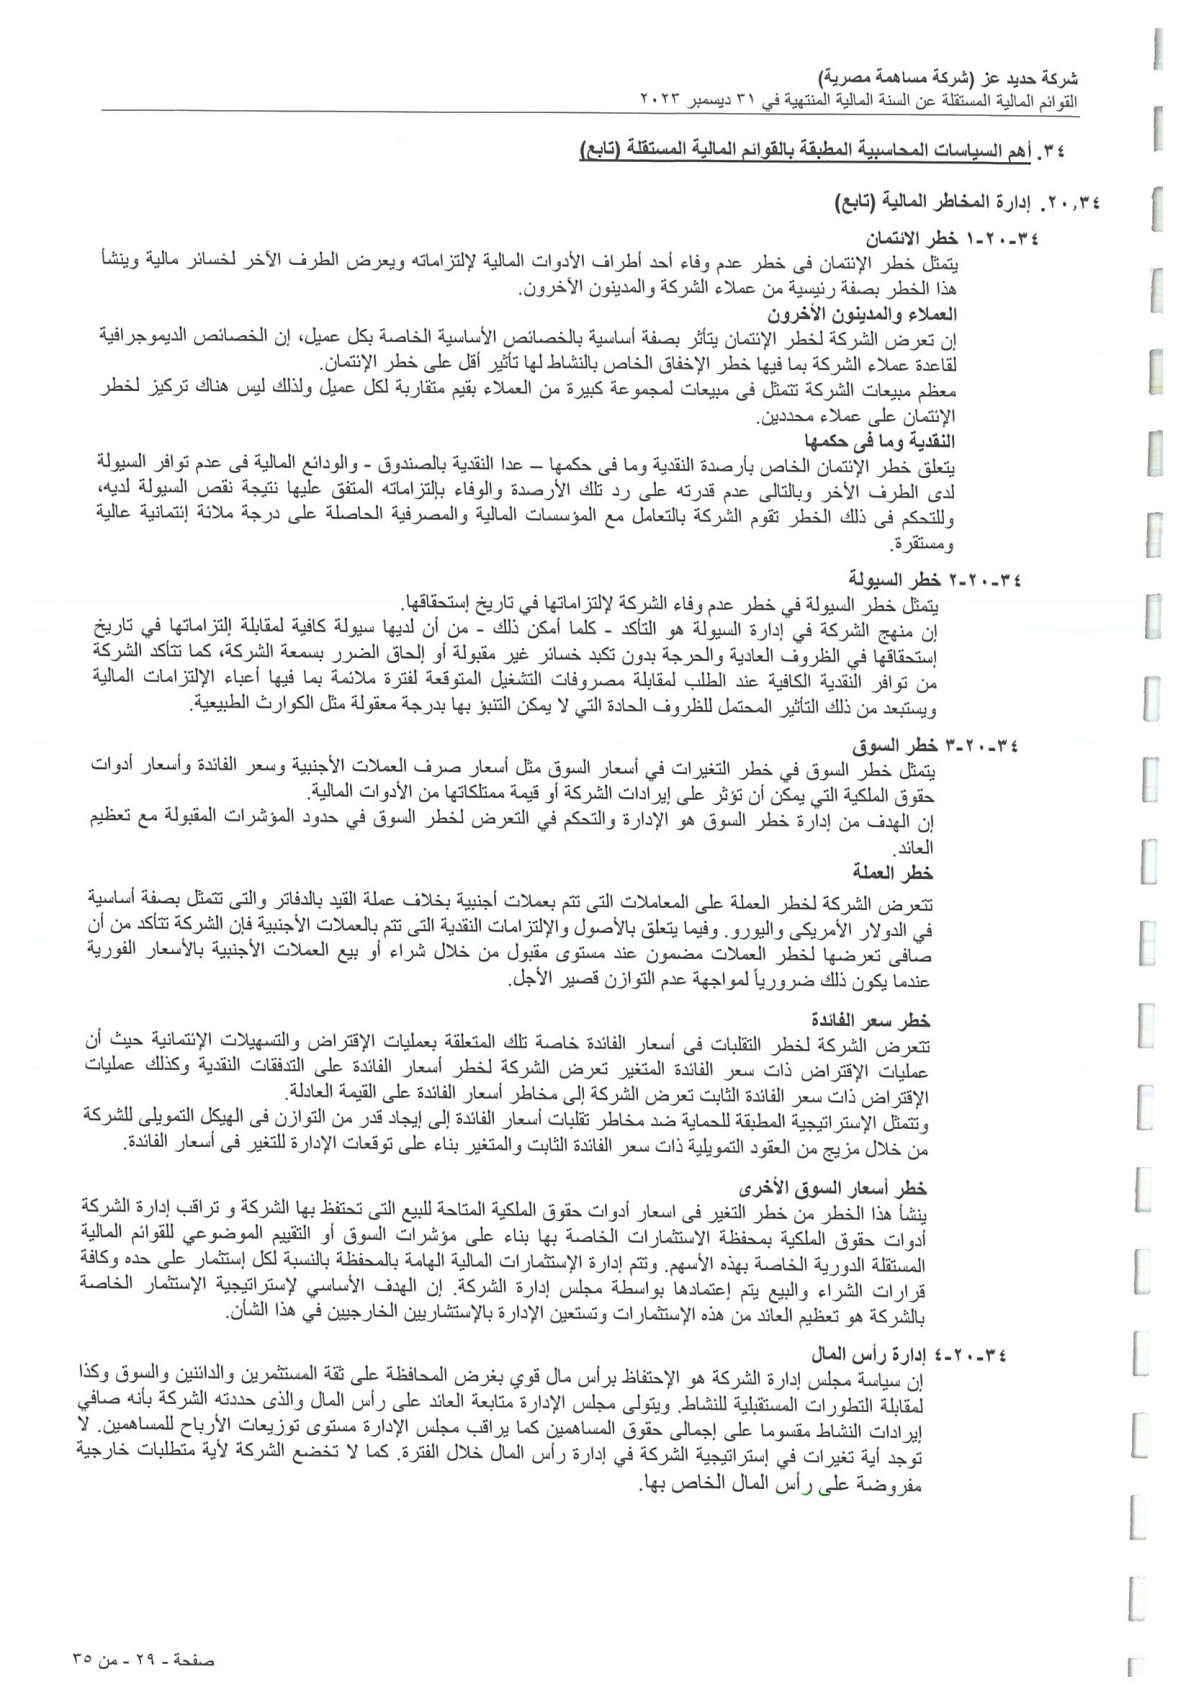 شركة حديد عز (شركة مساهمة مصرية)
القوائم المالية المستقلة عن السنة المالية المنتهية في ٣١ ديسمبر ٢٠٢٣
٣٤. أهم السياسات المحاسبية المطبقة بالقوائم المالية المستقلة (تابع)
٢٠,٣٤. إدارة المخاطر المالية (تابع)
٣٤-٢٠-١ خطر الائتمان
يتمثل خطر الإئتمان فى خطر عدم وفاء أحد أطراف الأدوات المالية لإلتزاماته ويعرض الطرف الآخر لخسائر مالية وينشأ
هذا الخطر بصفة رئيسية من عملاء الشركة والمدينون الآخرون.
العملاء والمدينون الأخرون
إن تعرض الشركة لخطر الإئتمان يتأثر بصفة أساسية بالخصائص الأساسية الخاصة بكل عميل، إن الخصائص الديموجرافية
لقاعدة عملاء الشركة بما فيها خطر الإخفاق الخاص بالنشاط لها تأثير أقل على خطر الإئتمان.
معظم مبيعات الشركة تتمثل فى مبيعات لمجموعة كبيرة من العملاء بقيم متقاربة لكل عميل ولذلك ليس هناك تركيز لخطر
الإئتمان على عملاء محددين.
النقدية وما فى حكمها
يتعلق خطر الإئتمان الخاص بأرصدة النقدية وما فى حكمها – عدا النقدية بالصندوق - والودائع المالية فى عدم توافر السيولة
لدى الطرف الأخر وبالتالى عدم قدرته على رد تلك الأرصدة والوفاء بإلتزاماته المتفق عليها نتيجة نقص السيولة لديه،
وللتحكم فى ذلك الخطر تقوم الشركة بالتعامل مع المؤسسات المالية والمصرفية الحاصلة على درجة ملائة إئتمانية عالية
ومستقرة.
٣٤-٢٠-٢ خطر السيولة
يتمثل خطر السيولة في خطر عدم وفاء الشركة لإلتزاماتها في تاريخ إستحقاقها.
إن منهج الشركة في إدارة السيولة هو التأكد - كلما أمكن ذلك - من أن لديها سيولة كافية لمقابلة إلتزاماتها في تاريخ
إستحقاقها في الظروف العادية والحرجة بدون تكبد خسائر غير مقبولة أو إلحاق الضرر بسمعة الشركة، كما تتأكد الشركة
من توافر النقدية الكافية عند الطلب لمقابلة مصروفات التشغيل المتوقعة لفترة ملائمة بما فيها أعباء الإلتزامات المالية
ويستبعد من ذلك التأثير المحتمل للظروف الحادة التي لا يمكن التنبؤ بها بدرجة معقولة مثل الكوارث الطبيعية.
٣٤-٢٠-٣ خطر السوق
يتمثل خطر السوق في خطر التغيرات في أسعار السوق مثل أسعار صرف العملات الأجنبية وسعر الفائدة وأسعار أدوات
حقوق الملكية التي يمكن أن تؤثر على إيرادات الشركة أو قيمة ممتلكاتها من الأدوات المالية.
إن الهدف من إدارة خطر السوق هو الإدارة والتحكم في التعرض لخطر السوق في حدود المؤشرات المقبولة مع تعظيم
العائد.
خطر العملة
تتعرض الشركة لخطر العملة على المعاملات التى تتم بعملات أجنبية بخلاف عملة القيد بالدفاتر والتى تتمثل بصفة أساسية
في الدولار الأمريكى واليورو. وفيما يتعلق بالأصول والإلتزامات النقدية التى تتم بالعملات الأجنبية فإن الشركة تتأكد من أن
صافى تعرضها لخطر العملات مضمون عند مستوى مقبول من خلال شراء أو بيع العملات الأجنبية بالأسعار الفورية
عندما يكون ذلك ضرورياً لمواجهة عدم التوازن قصير الأجل.
خطر سعر الفائدة
تتعرض الشركة لخطر التقلبات فى أسعار الفائدة خاصة تلك المتعلقة بعمليات الإقتراض والتسهيلات الإئتمانية حيث أن
عمليات الإقتراض ذات سعر الفائدة المتغير تعرض الشركة لخطر أسعار الفائدة على التدفقات النقدية وكذلك عمليات
الإقتراض ذات سعر الفائدة الثابت تعرض الشركة إلى مخاطر أسعار الفائدة على القيمة العادلة.
وتتمثل الإستراتيجية المطبقة للحماية ضد مخاطر تقلبات أسعار الفائدة إلى إيجاد قدر من التوازن فى الهيكل التمويلى للشركة
من خلال مزيج من العقود التمويلية ذات سعر الفائدة الثابت والمتغير بناء على توقعات الإدارة للتغير فى أسعار الفائدة.
خطر أسعار السوق الأخرى
ينشأ هذا الخطر من خطر التغير فى اسعار أدوات حقوق الملكية المتاحة للبيع التى تحتفظ بها الشركة و تراقب إدارة الشركة
أدوات حقوق الملكية بمحفظة الاستثمارات الخاصة بها بناء على مؤشرات السوق أو التقييم الموضوعي للقوائم المالية
المستقلة الدورية الخاصة بهذه الأسهم. وتتم إدارة الإستثمارات المالية الهامة بالمحفظة بالنسبة لكل إستثمار على حده وكافة
قرارات الشراء والبيع يتم إعتمادها بواسطة مجلس إدارة الشركة. إن الهدف الأساسي لإستراتيجية الإستثمار الخاصة
بالشركة هو تعظيم العائد من هذه الإستثمارات وتستعين الإدارة بالإستشاريين الخارجيين في هذا الشأن.
٣٤-٢٠-٤ إدارة رأس المال
إن سياسة مجلس إدارة الشركة هو الإحتفاظ برأس مال قوي بغرض المحافظة على ثقة المستثمرين والدائنين والسوق وكذا
لمقابلة التطورات المستقبلية للنشاط. ويتولى مجلس الإدارة متابعة العائد على رأس المال والذى حددته الشركة بأنه صافي
إيرادات النشاط مقسوما على إجمالى حقوق المساهمين كما يراقب مجلس الإدارة مستوى توزيعات الأرباح للمساهمين. لا
توجد أية تغيرات في إستراتيجية الشركة في إدارة رأس المال خلال الفترة. كما لا تخضع الشركة لأية متطلبات خارجية
مفروضة على رأس المال الخاص بها.
صفحة - ٢٩ - من ٣٥